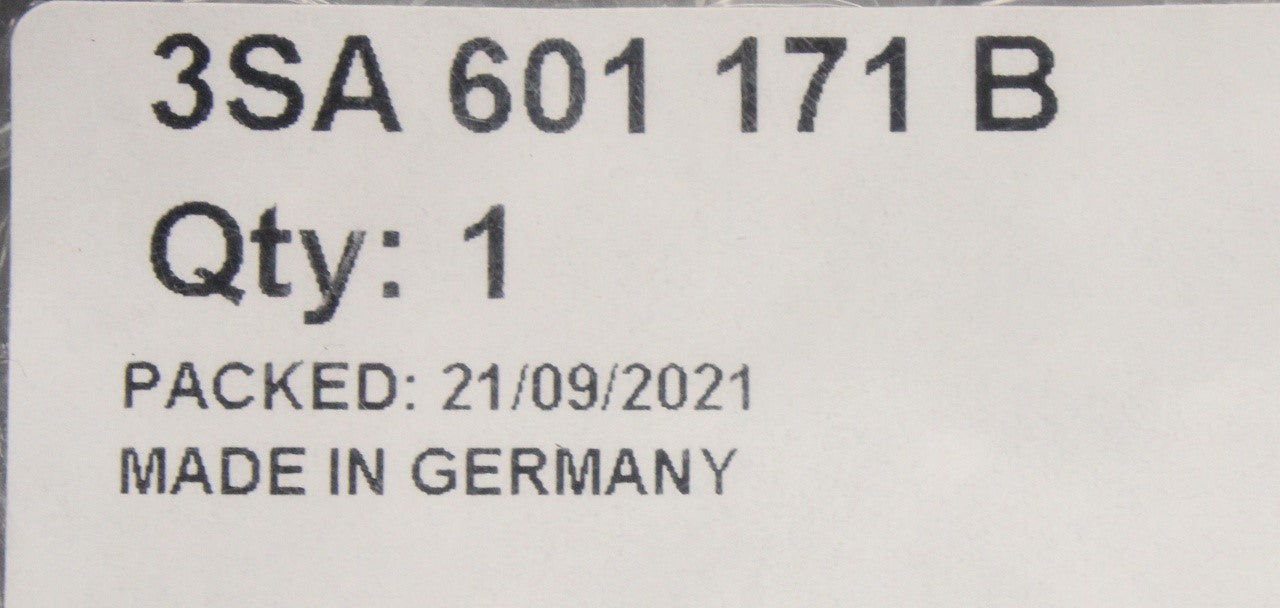 3SA 601 171 B
Qty: 1
PACKED: 21/09/2021
MADE IN GERMANY